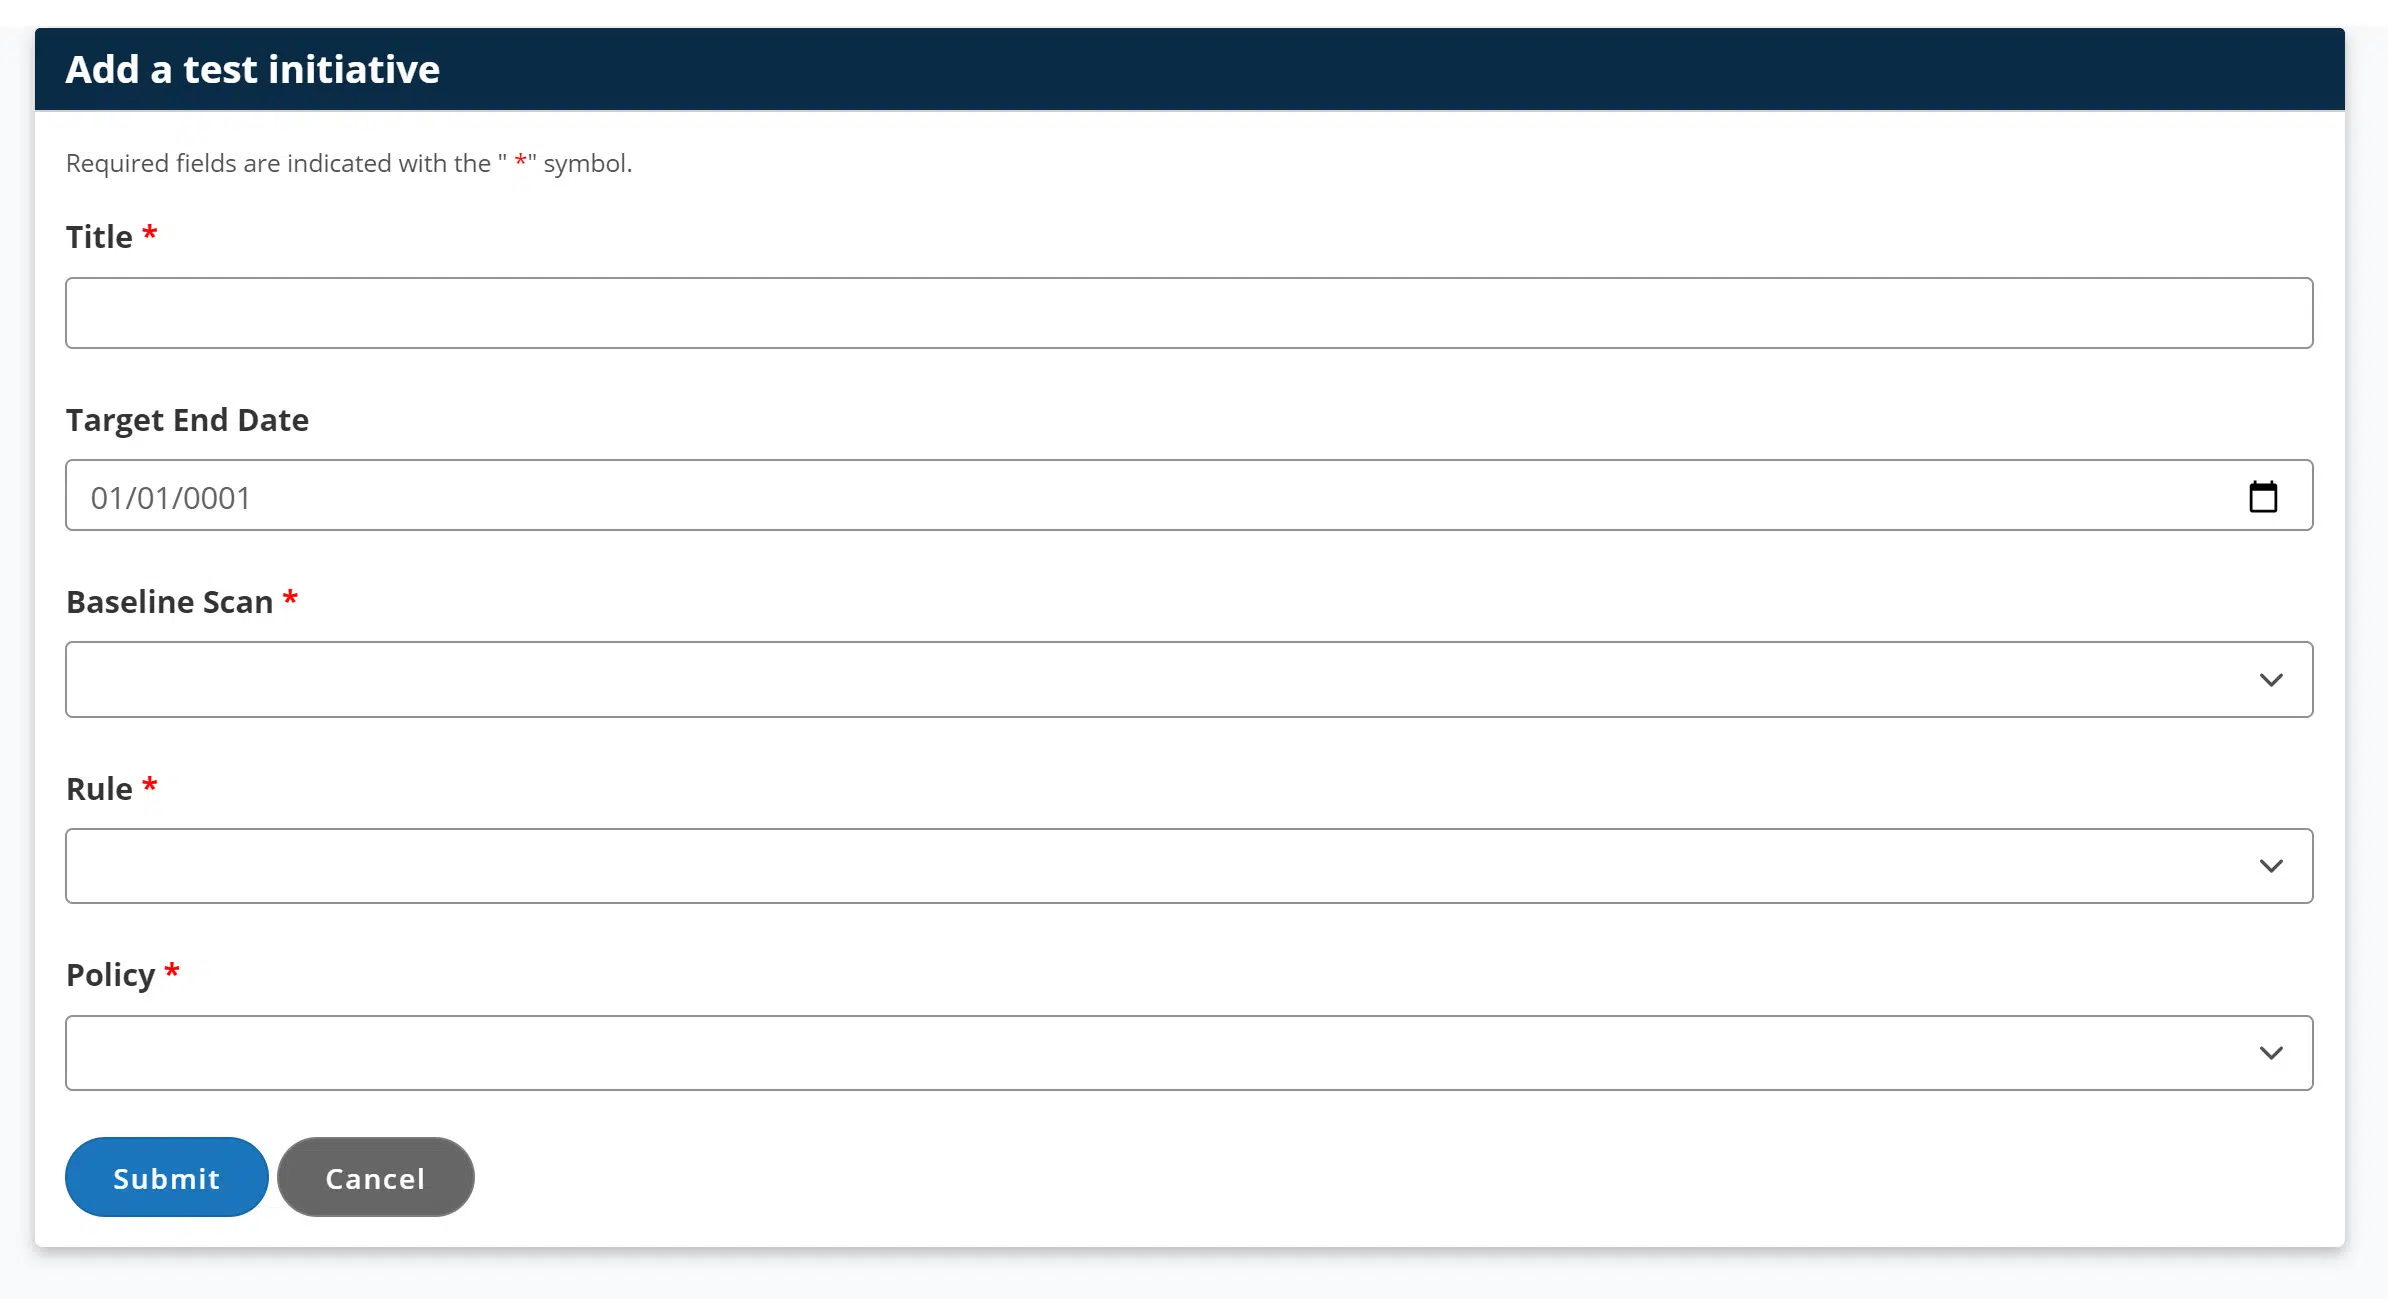 Add a test initiative
Required fields are indicated with the " *" symbol.
Title *
Target End Date
01/01/0001
Baseline Scan *
Rule *
Policy *
Submit Cancel